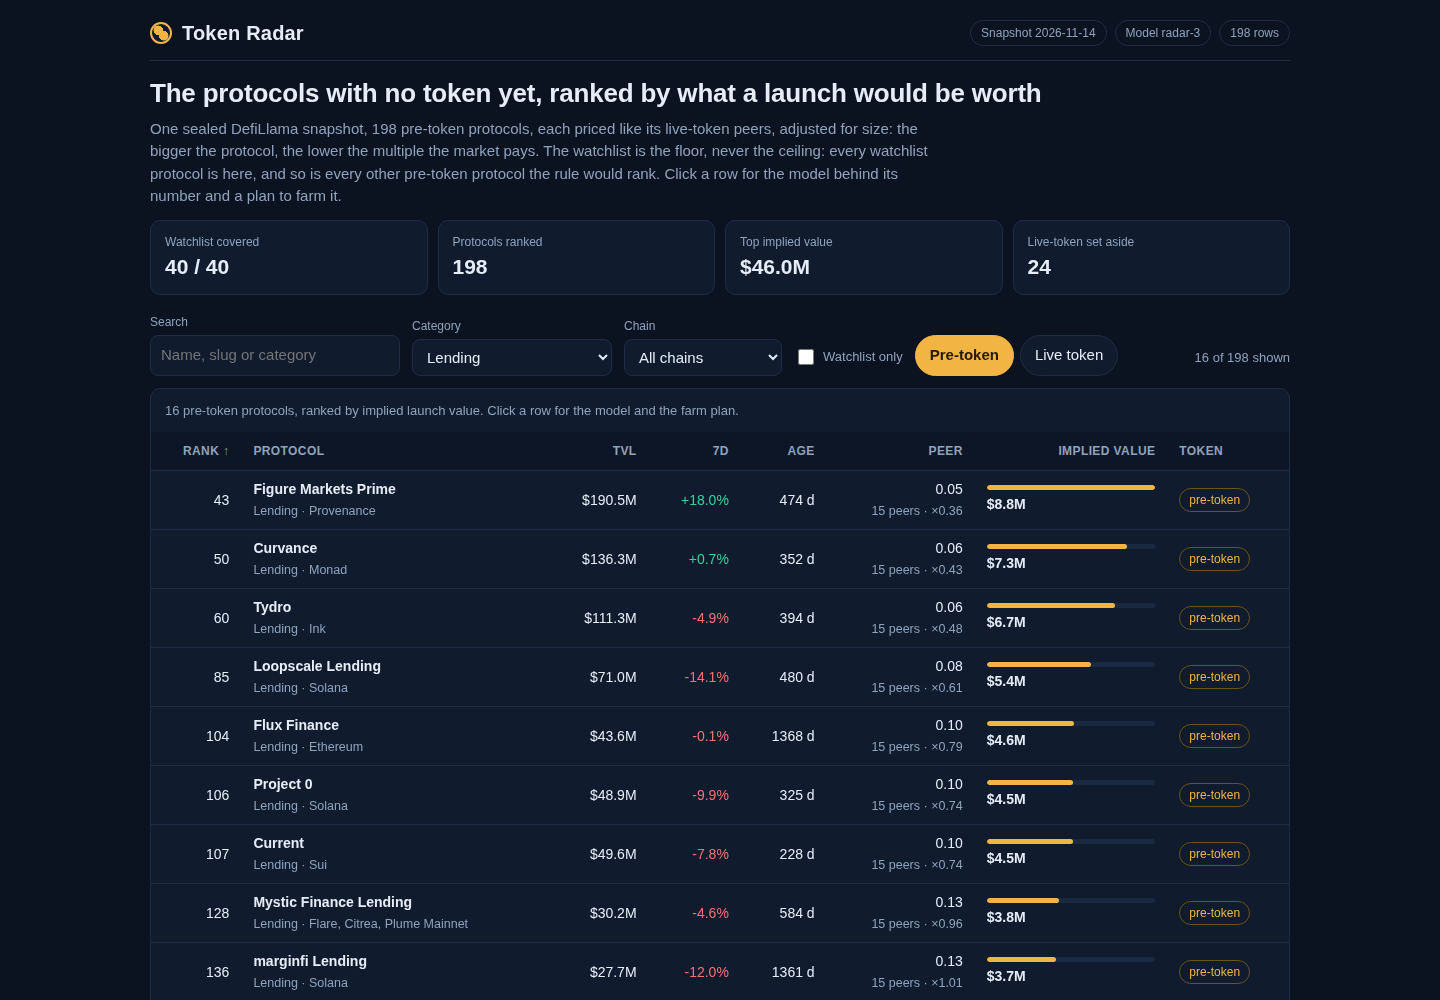 Token Radar
Snapshot 2026-11-14
Model radar-3
198 rows
The protocols with no token yet, ranked by what a launch would be worth
One sealed DefiLlama snapshot, 198 pre-token protocols, each priced like its live-token peers, adjusted for size: the
bigger the protocol, the lower the multiple the market pays. The watchlist is the floor, never the ceiling: every watchlist
protocol is here, and so is every other pre-token protocol the rule would rank. Click a row for the model behind its
number and a plan to farm it.
Watchlist covered
40 / 40
Protocols ranked
198
Top implied value
$46.0M
Live-token set aside
24
Search
Name, slug or category
Category
Lending
Chain
All chains
Watchlist only
Pre-token
Live token
16 of 198 shown
16 pre-token protocols, ranked by implied launch value. Click a row for the model and the farm plan.
RANK ↑ PROTOCOL TVL 7D AGE PEER IMPLIED VALUE TOKEN
43 Figure Markets Prime $190.5M +18.0% 474 d 0.05 $8.8M pre-token
Lending · Provenance 15 peers · ×0.36
50 Curvance $136.3M +0.7% 352 d 0.06 $7.3M pre-token
Lending · Monad 15 peers · ×0.43
60 Tydro $111.3M -4.9% 394 d 0.06 $6.7M pre-token
Lending · Ink 15 peers · ×0.48
85 Loopscale Lending $71.0M -14.1% 480 d 0.08 $5.4M pre-token
Lending · Solana 15 peers · ×0.61
104 Flux Finance $43.6M -0.1% 1368 d 0.10 $4.6M pre-token
Lending · Ethereum 15 peers · ×0.79
106 Project 0 $48.9M -9.9% 325 d 0.10 $4.5M pre-token
Lending · Solana 15 peers · ×0.74
107 Current $49.6M -7.8% 228 d 0.10 $4.5M pre-token
Lending · Sui 15 peers · ×0.74
128 Mystic Finance Lending $30.2M -4.6% 584 d 0.13 $3.8M pre-token
Lending · Flare, Citrea, Plume Mainnet 15 peers · ×0.96
136 marginfi Lending $27.7M -12.0% 1361 d 0.13 $3.7M pre-token
Lending · Solana 15 peers · ×1.01